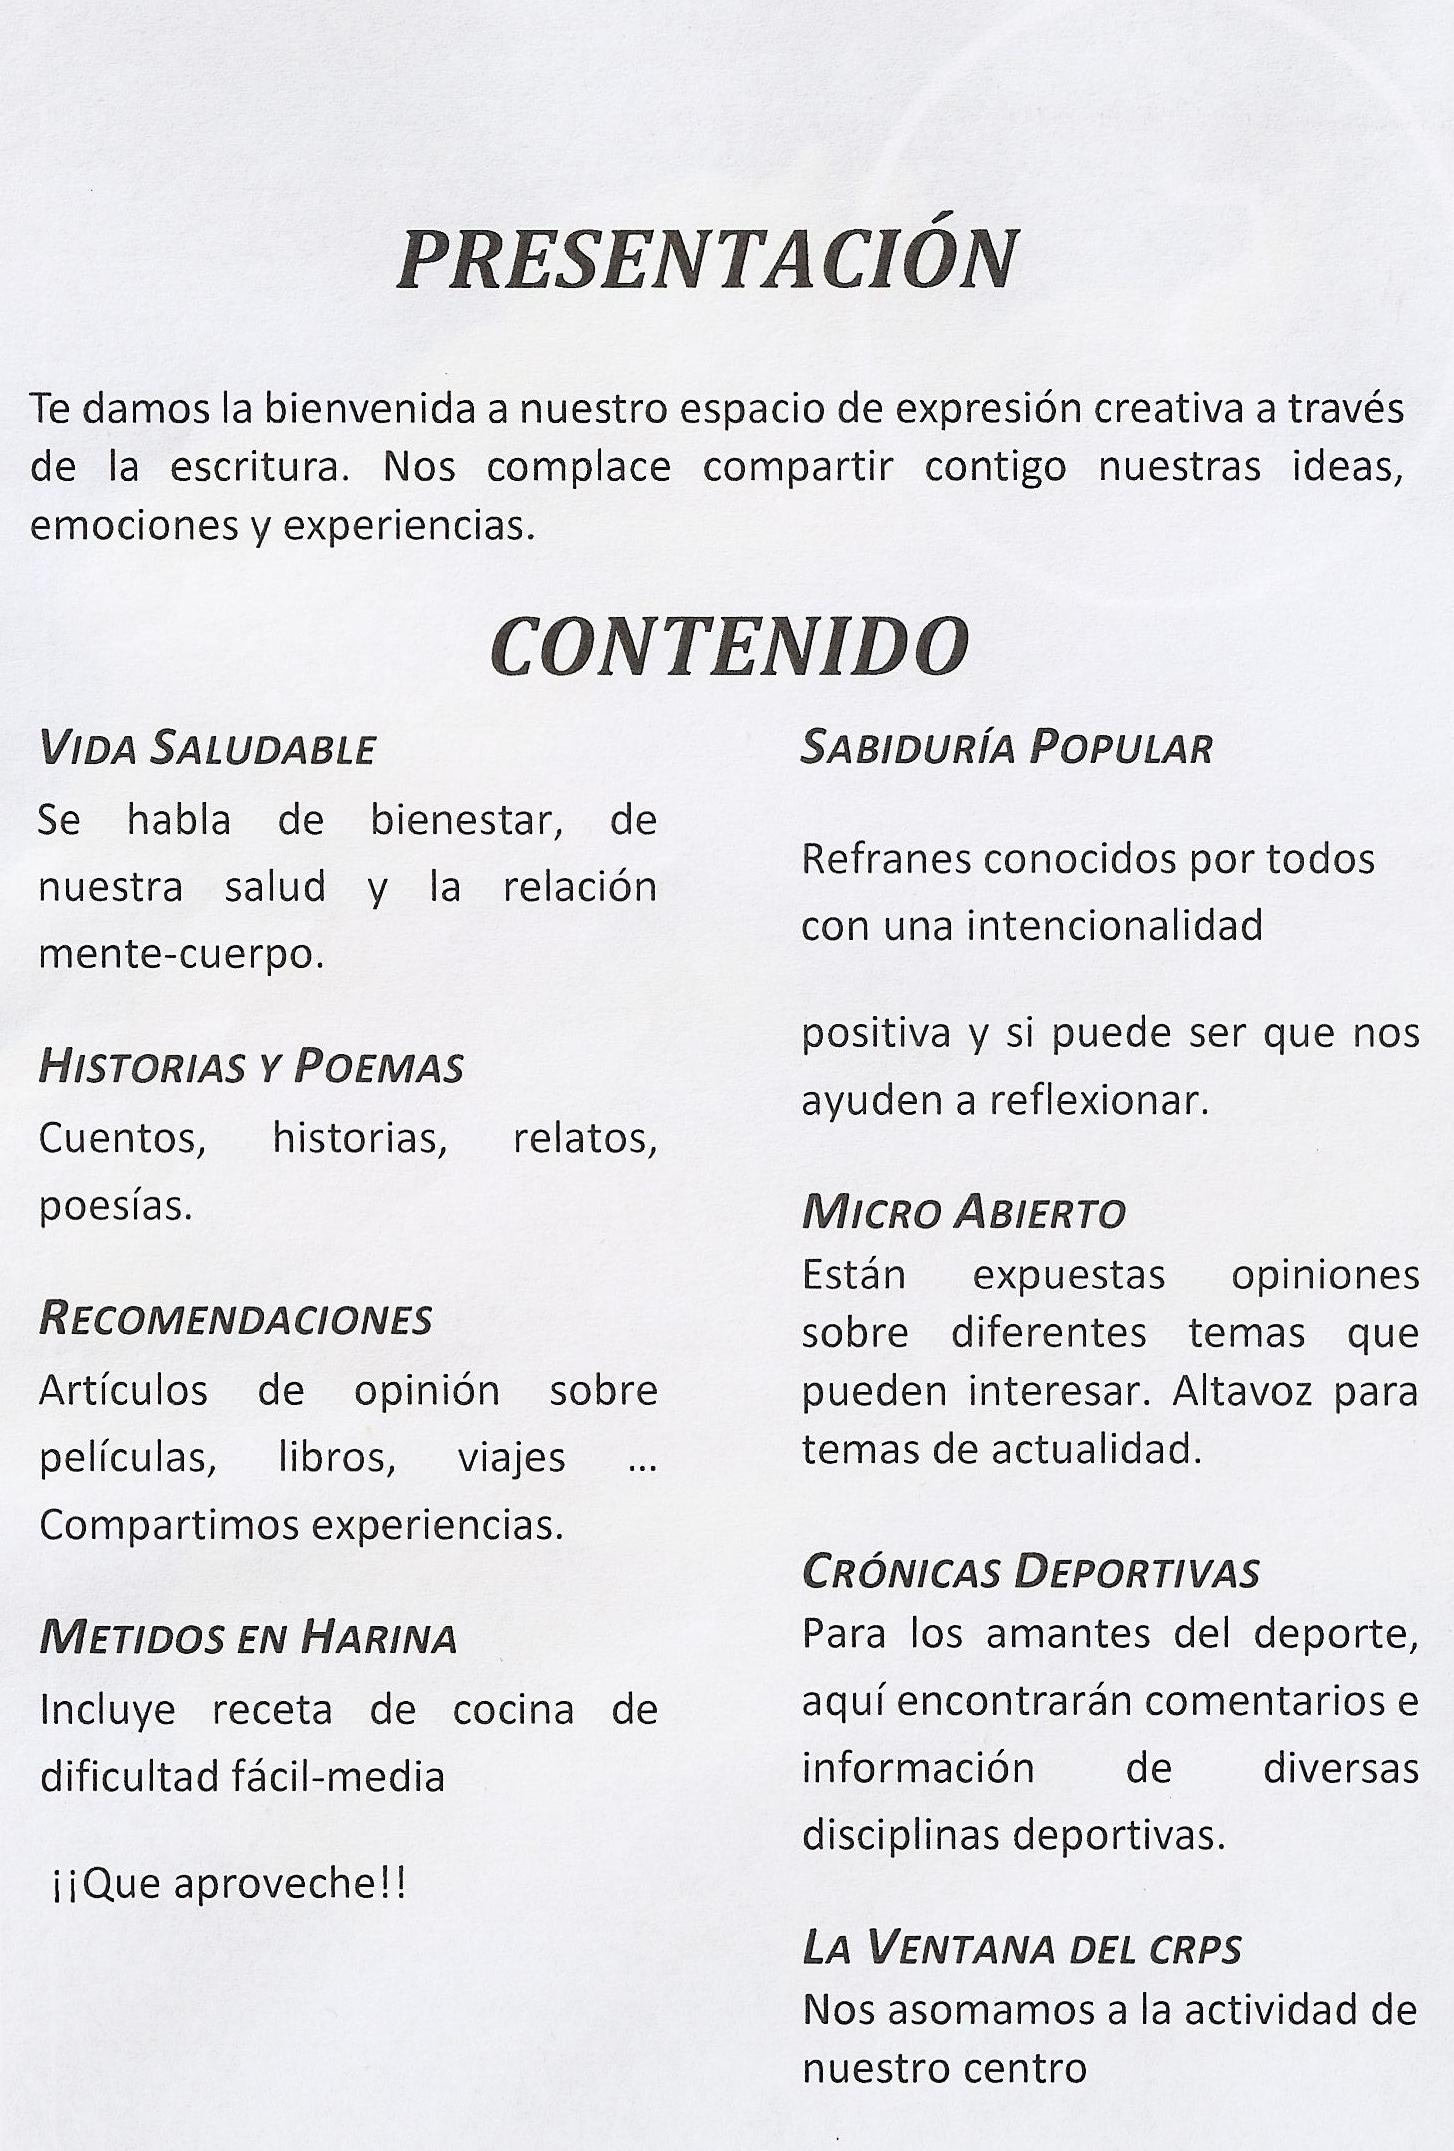 PRESENTACIÓN
Te damos la bienvenida a nuestro espacio de expresión creativa a través
de la escritura. Nos complace compartir contigo nuestras ideas,
emociones y experiencias.
CONTENIDO
VIDA SALUDABLE
Se habla de bienestar, de
nuestra salud y la relación
mente-cuerpo.
HISTORIAS Y POEMAS
Cuentos, historias, relatos,
poesías.
RECOMENDACIONES
Artículos de opinión sobre
películas, libros, viajes ...
Compartimos experiencias.
METIDOS EN HARINA
Incluye receta de cocina de
dificultad fácil-media
¡¡Que aproveche!!
SABIDURÍA POPULAR
Refranes conocidos por todos
con una intencionalidad
positiva y si puede ser que nos
ayuden a reflexionar.
MICRO ABIERTO
Están expuestas opiniones
sobre diferentes temas que
pueden interesar. Altavoz para
temas de actualidad.
CRÓNICAS DEPORTIVAS
Para los amantes del deporte,
aquí encontrarán comentarios e
información de diversas
disciplinas deportivas.
LA VENTANA DEL CRPS
Nos asomamos a la actividad de
nuestro centro